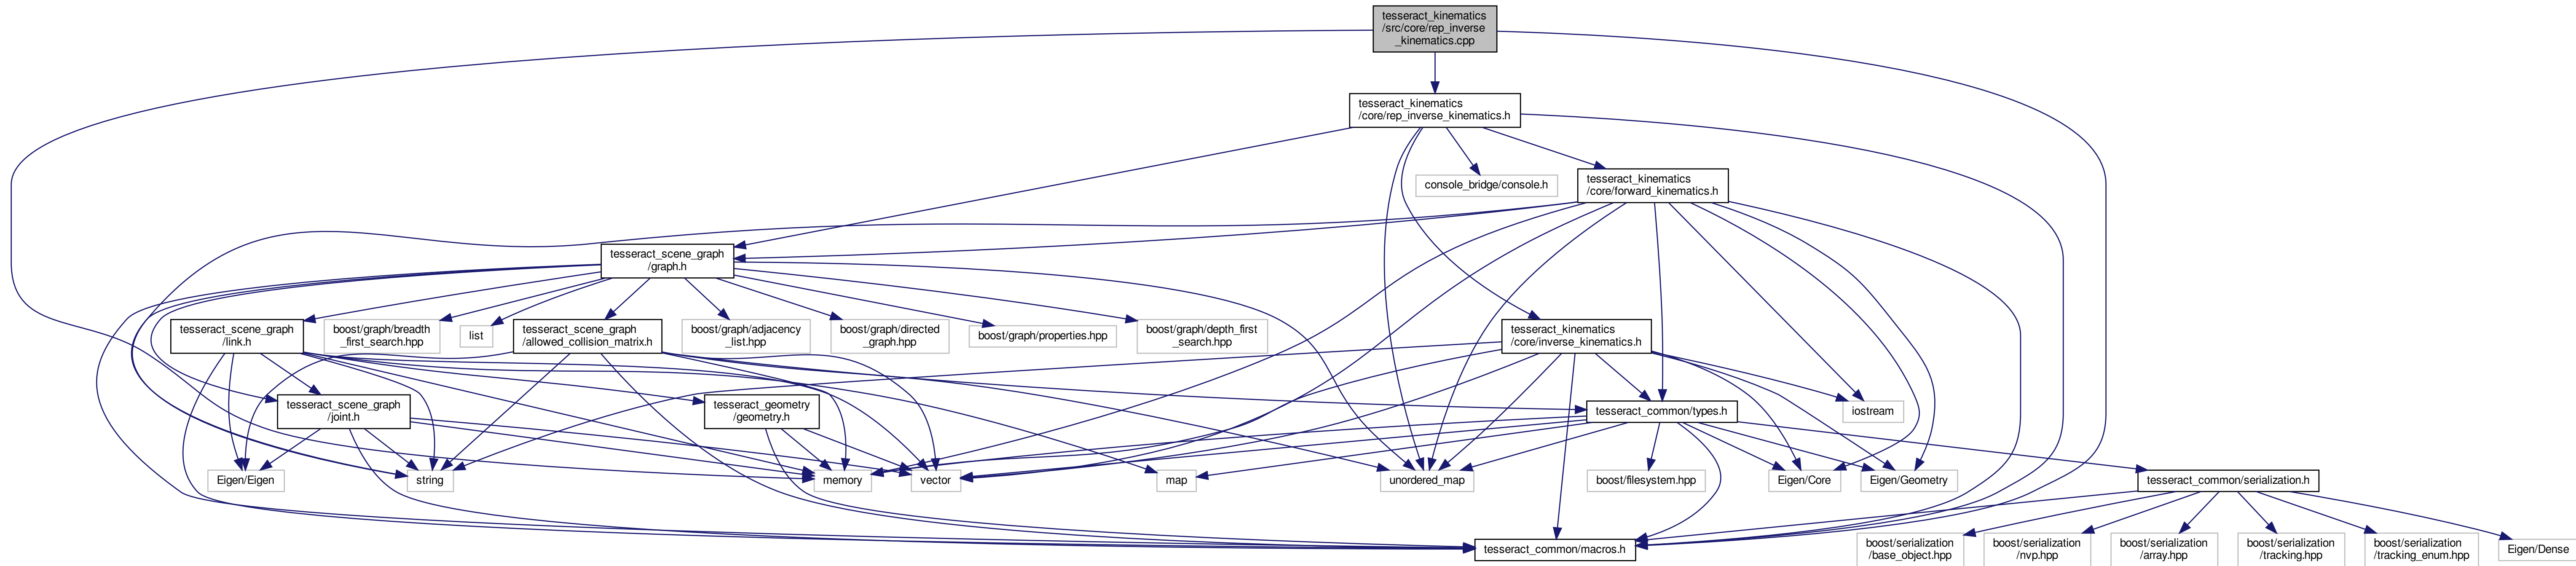 tesseract_kinematics
/src/core/rep_inverse
_kinematics.cpp
tesseract_kinematics
/core/rep_inverse_kinematics.h
console_bridge/console.h
tesseract_kinematics
/core/forward_kinematics.h
tesseract_scene_graph
/graph.h
tesseract_scene_graph
/link.h
boost/graph/breadth
_first_search.hpp
list
tesseract_scene_graph
/allowed_collision_matrix.h
boost/graph/adjacency
_list.hpp
boost/graph/directed
_graph.hpp
boost/graph/properties.hpp
boost/graph/depth_first
_search.hpp
tesseract_kinematics
/core/inverse_kinematics.h
tesseract_scene_graph
/joint.h
tesseract_geometry
/geometry.h
tesseract_common/types.h
iostream
Eigen/Eigen
string
memory
vector
map
unordered_map
boost/filesystem.hpp
Eigen/Core
Eigen/Geometry
tesseract_common/serialization.h
tesseract_common/macros.h
boost/serialization
/base_object.hpp
boost/serialization
/nvp.hpp
boost/serialization
/array.hpp
boost/serialization
/tracking.hpp
boost/serialization
/tracking_enum.hpp
Eigen/Dense